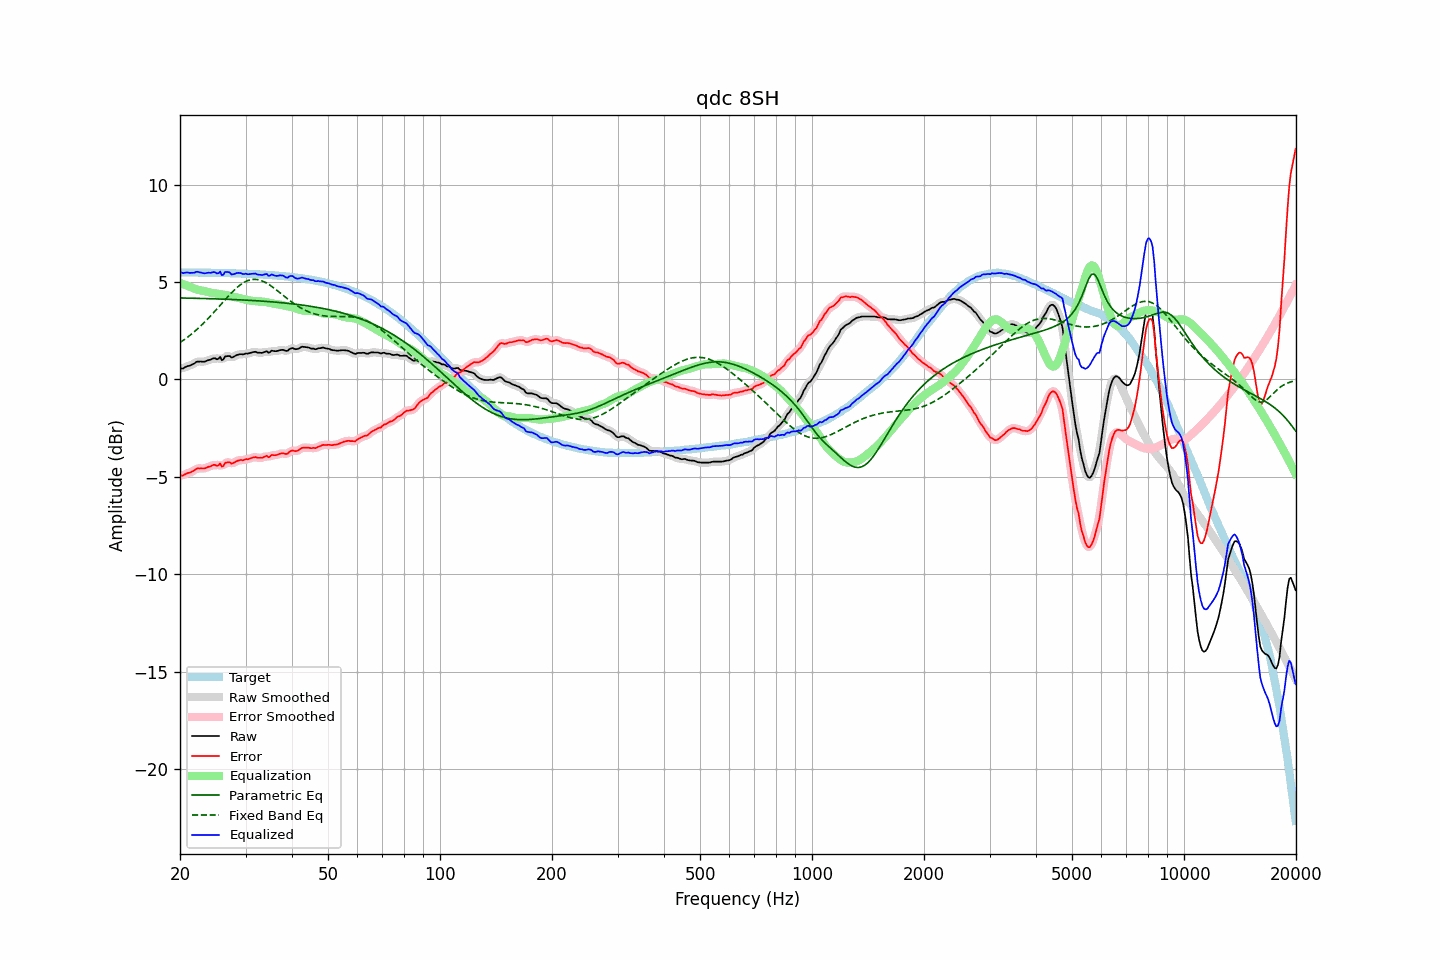 qdc 8SH
Amplitude (dBr)
10
5
0
−5
−10
−15
−20
Target
Raw Smoothed
Error Smoothed
Raw
Error
Equalization
Parametric Eq
Fixed Band Eq
Equalized
20 50 100 200 500 1000 2000 5000 10000 20000
Frequency (Hz)